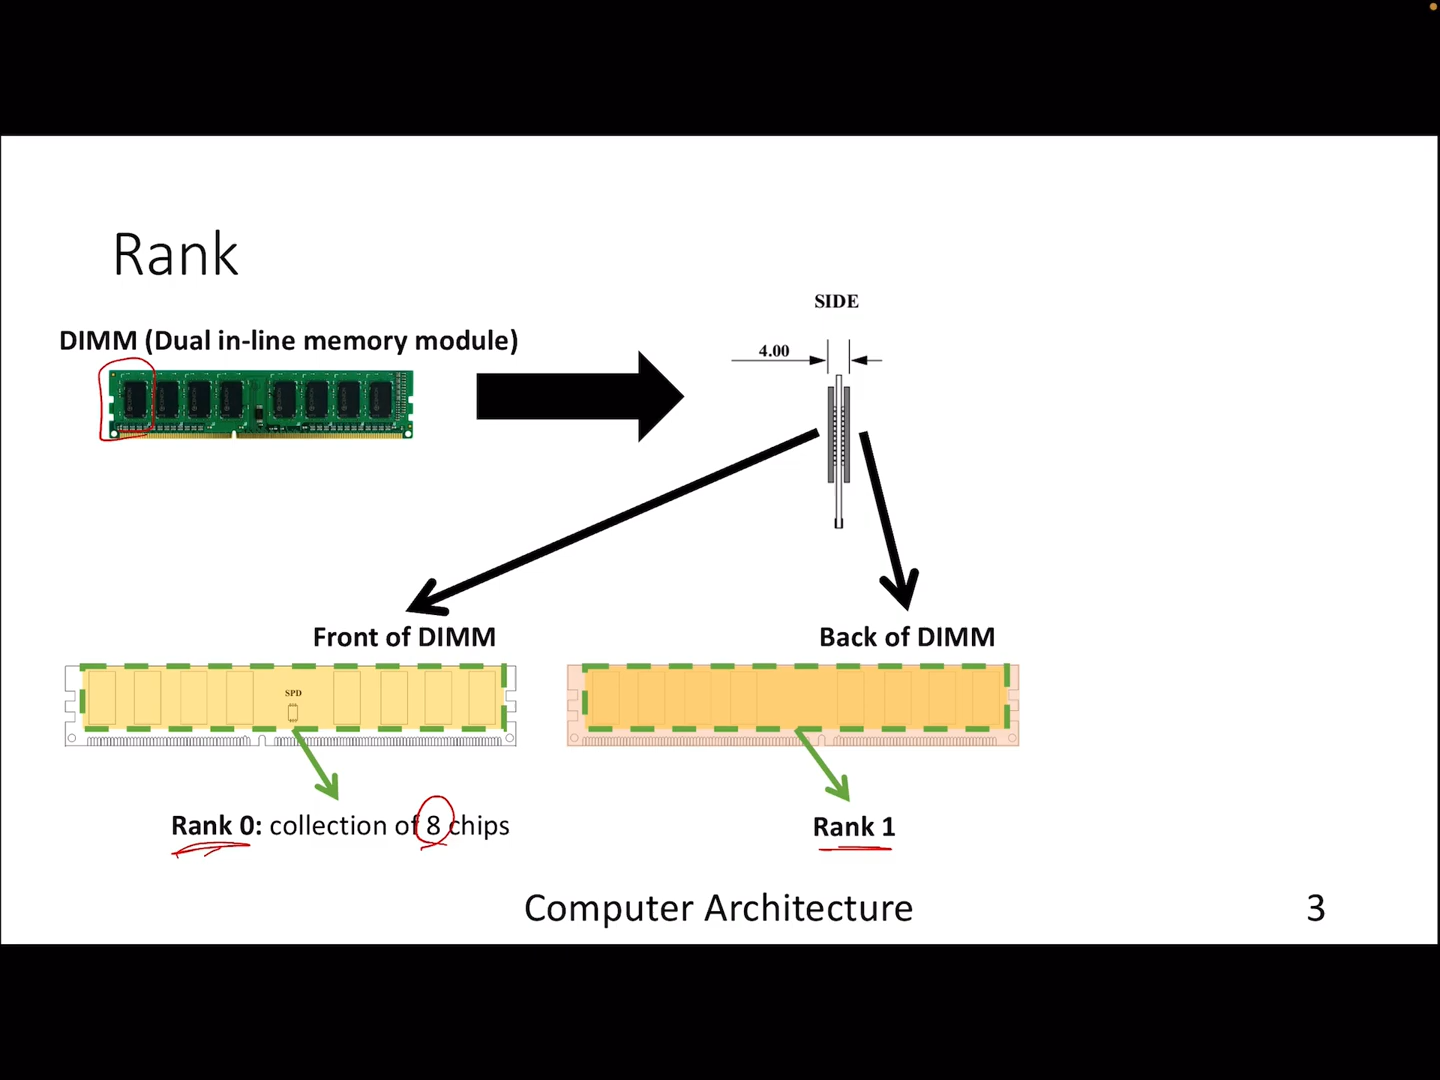 Rank
SIDE
DIMM (Dual in-line memory module)
4.00
Front of DIMM
Back of DIMM
SPD
Rank 0: collection of 8 chips
Rank 1
Computer Architecture
3